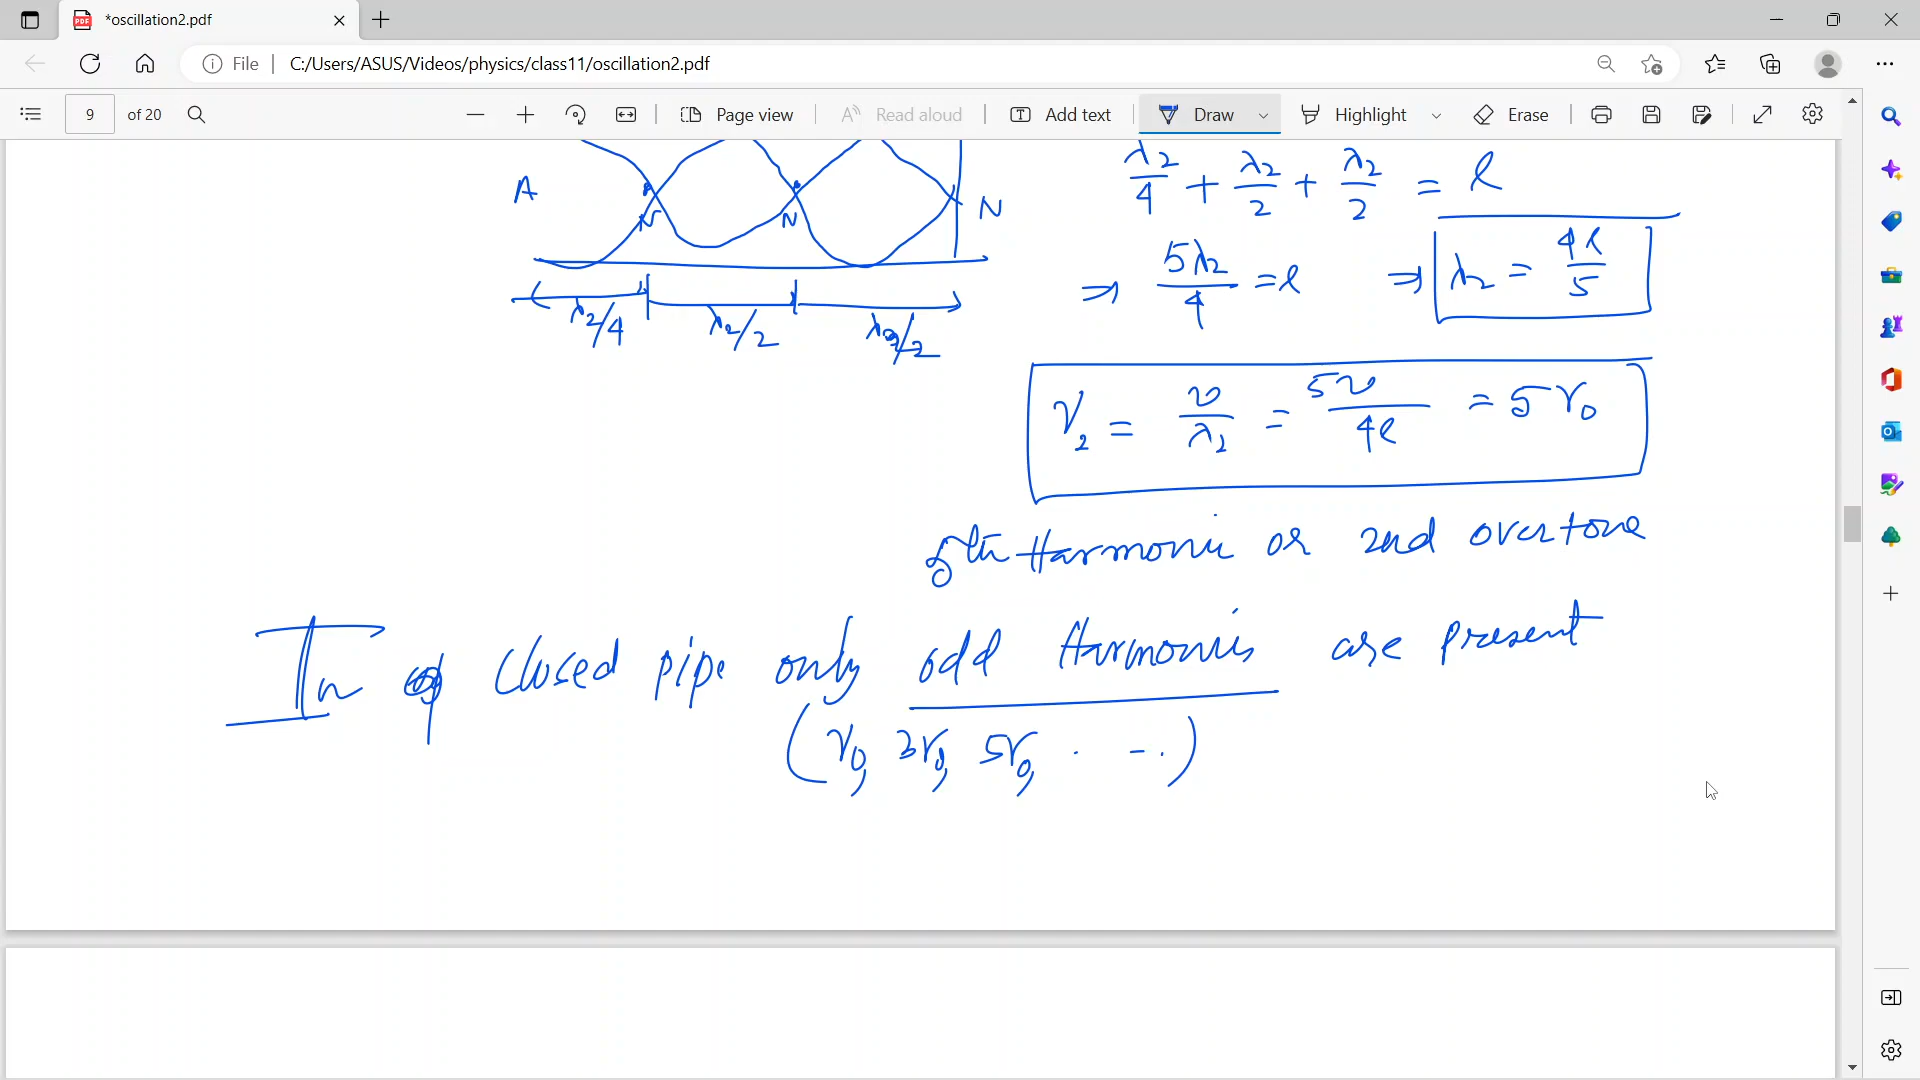 *oscillation2.pdf
File C:/Users/ASUS/Videos/physics/class11/oscillation2.pdf
9 of 20 Page view Read aloud Add text Draw Highlight Erase
λ2/4 + λ2/2 + λ2/2 = l
A N N N
⇒ 5λ2/4 = l ⇒ λ2 = 4l/5
λ2/4 λ2/2 λ2/2
ν2 = v/λ2 = 5v/4l = 5ν0
5th Harmonic or 2nd overtone
In closed pipe only odd Harmonics are present
(ν0, 3ν0, 5ν0, . - - .)